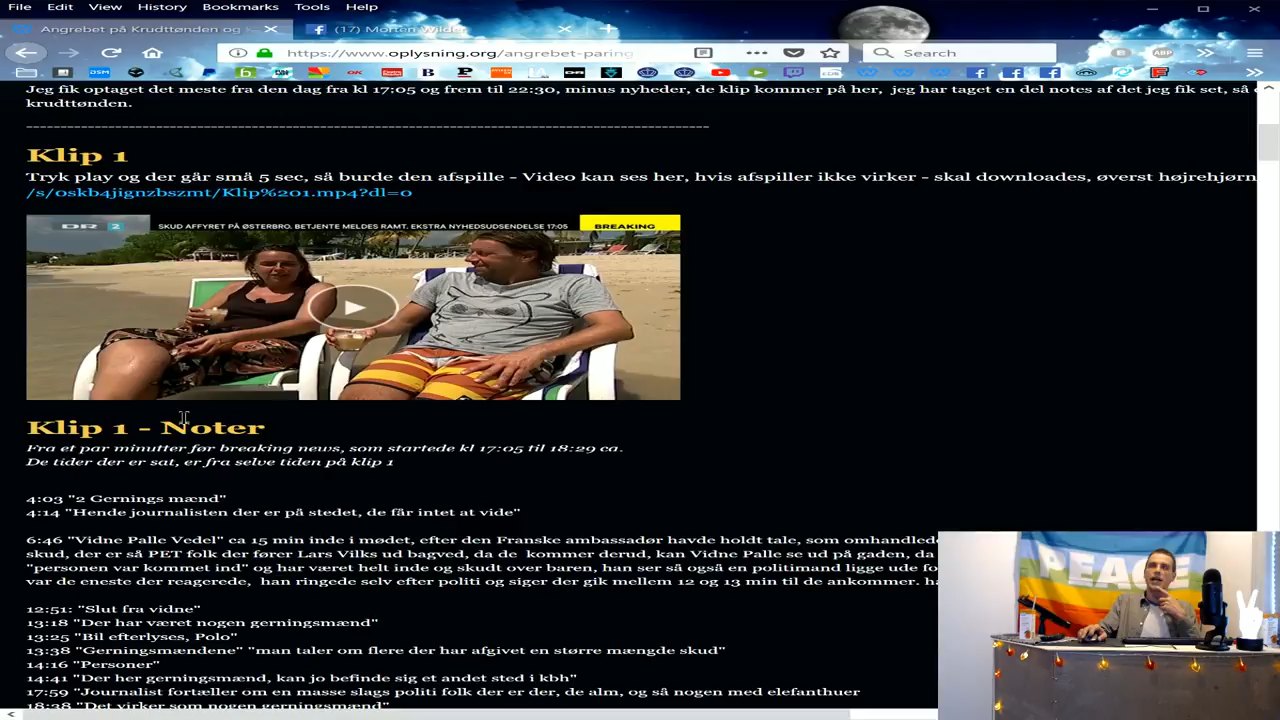 File Edit View History Bookmarks Tools Help
Angrebet på Krudttønden og
(17) Morten Wilder
https://www.oplysning.org/angrebet-paring
Search
Jeg fik optaget det meste fra den dag fra kl 17:05 og frem til 22:30, minus nyheder, de klip kommer på her, jeg har taget en del notes af det jeg fik set, så
krudttønden.
Klip 1
Tryk play og der går små 5 sec, så burde den afspille - Video kan ses her, hvis afspiller ikke virker - skal downloades, øverst højrehjørn
/s/0skb4jignzbszmt/Klip%201.mp4?dl=0
DR 2 SKUD AFFYRET PÅ ØSTERBRO. BETJENTE MELDES RAMT. EKSTRA NYHEDSUDSENDELSE 17:05 BREAKING
Klip 1 - Noter
Fra et par minutter før breaking news, som startede kl 17:05 til 18:29 ca.
De tider der er sat, er fra selve tiden på klip 1
4:03 "2 Gernings mænd"
4:14 "Hende journalisten der er på stedet, de får intet at vide"
6:46 "Vidne Palle Vedel" ca 15 min inde i mødet, efter den Franske ambassadør havde holdt tale, som omhandlede
skud, der er så PET folk der fører Lars Vilks ud bagved, da de kommer derud, kan Vidne Palle se ud på gaden, da
"personen var kommet ind" og har været helt inde og skudt over baren, han ser så også en politimand ligge ude fo
var de eneste der reagerede, han ringede selv efter politi og siger der gik mellem 12 og 13 min til de ankommer.
PEACE
12:51: "Slut fra vidne"
13:18 "Der har været nogen gerningsmænd"
13:25 "Bil efterlyses, Polo"
13:38 "Gerningsmændene" "man taler om flere der har afgivet en større mængde skud"
14:16 "Personer"
14:41 "Der her gerningsmænd, kan jo befinde sig et andet sted i kbh"
17:59 "Journalist fortæller om en masse slags politi folk der er der, de alm, og så nogen med elefanthuer
18:38 "Det virker som nogen gerningsmænd"